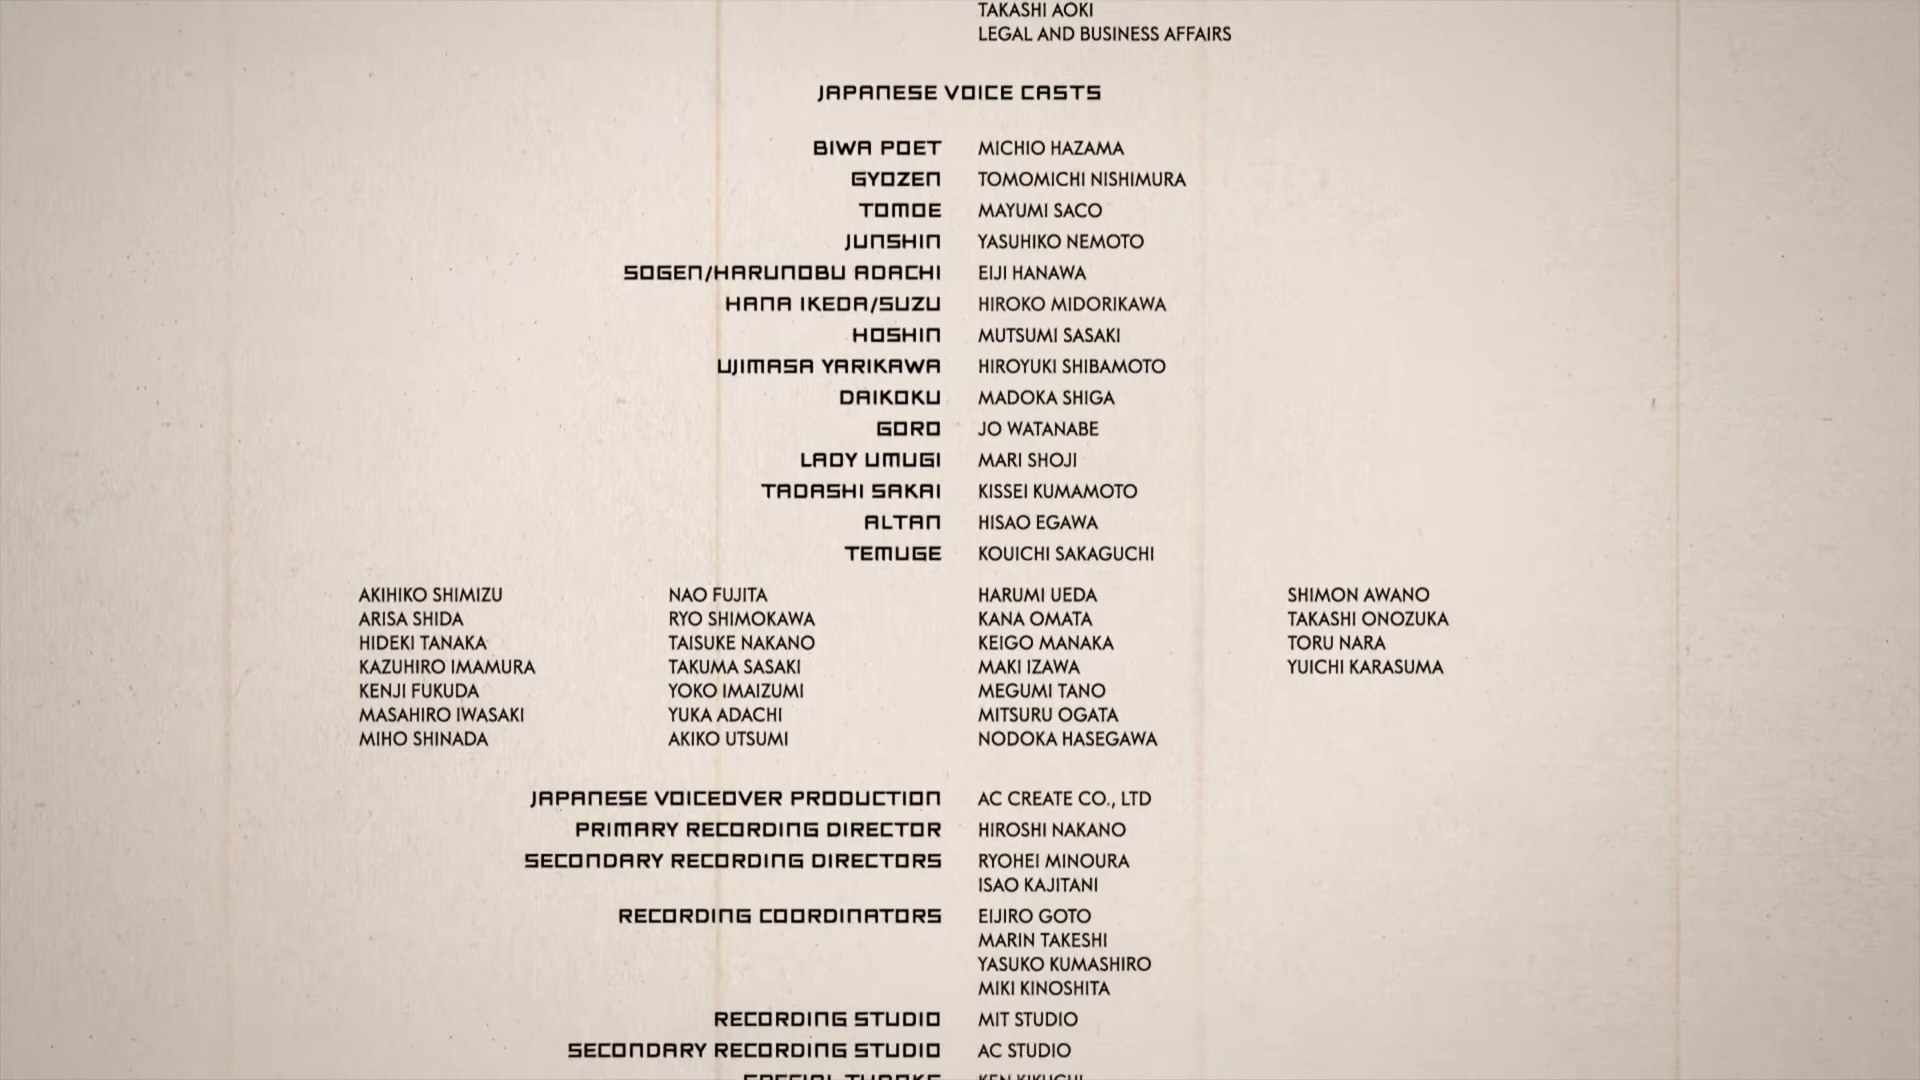 TAKASHI AOKI
LEGAL AND BUSINESS AFFAIRS
JAPANESE VOICE CASTS
BIWA POET MICHIO HAZAMA
GYOZEN TOMOMICHI NISHIMURA
TOMOE MAYUMI SACO
JUNSHIN YASUHIKO NEMOTO
SOGEN/HARUNOBU ADACHI EIJI HANAWA
HANA IKEDA/SUZU HIROKO MIDORIKAWA
HOSHIN MUTSUMI SASAKI
UJIMASA YARIKAWA HIROYUKI SHIBAMOTO
DAIKOKU MADOKA SHIGA
GORO JO WATANABE
LADY UMUGI MARI SHOJI
TADASHI SAKAI KISSEI KUMAMOTO
ALTAN HISAO EGAWA
TEMUGE KOUICHI SAKAGUCHI
AKIHIKO SHIMIZU NAO FUJITA HARUMI UEDA SHIMON AWANO
ARISA SHIDA RYO SHIMOKAWA KANA OMATA TAKASHI ONOZUKA
HIDEKI TANAKA TAISUKE NAKANO KEIGO MANAKA TORU NARA
KAZUHIRO IMAMURA TAKUMA SASAKI MAKI IZAWA YUICHI KARASUMA
KENJI FUKUDA YOKO IMAIZUMI MEGUMI TANO
MASAHIRO IWASAKI YUKA ADACHI MITSURU OGATA
MIHO SHINADA AKIKO UTSUMI NODOKA HASEGAWA
JAPANESE VOICEOVER PRODUCTION AC CREATE CO., LTD
PRIMARY RECORDING DIRECTOR HIROSHI NAKANO
SECONDARY RECORDING DIRECTORS RYOHEI MINOURA
ISAO KAJITANI
RECORDING COORDINATORS EIJIRO GOTO
MARIN TAKESHI
YASUKO KUMASHIRO
MIKI KINOSHITA
RECORDING STUDIO MIT STUDIO
SECONDARY RECORDING STUDIO AC STUDIO
SPECIAL THANKS KEN KIKUCHI